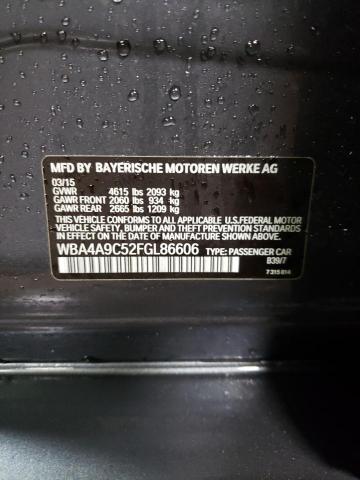 MFD BY BAYERISCHE MOTOREN WERKE AG
03/15
GVWR 4615 lbs 2093 kg
GAWR FRONT 2060 lbs 934 kg
GAWR REAR 2665 lbs 1209 kg
THIS VEHICLE CONFORMS TO ALL APPLICABLE U.S.FEDERAL MOTOR
VEHICLE SAFETY, BUMPER AND THEFT PREVENTION STANDARDS
IN EFFECT ON THE DATE OF MANUFACTURE SHOWN ABOVE.
WBA4A9C52FGL86606 TYPE: PASSENGER CAR
B39/7
7 315 814